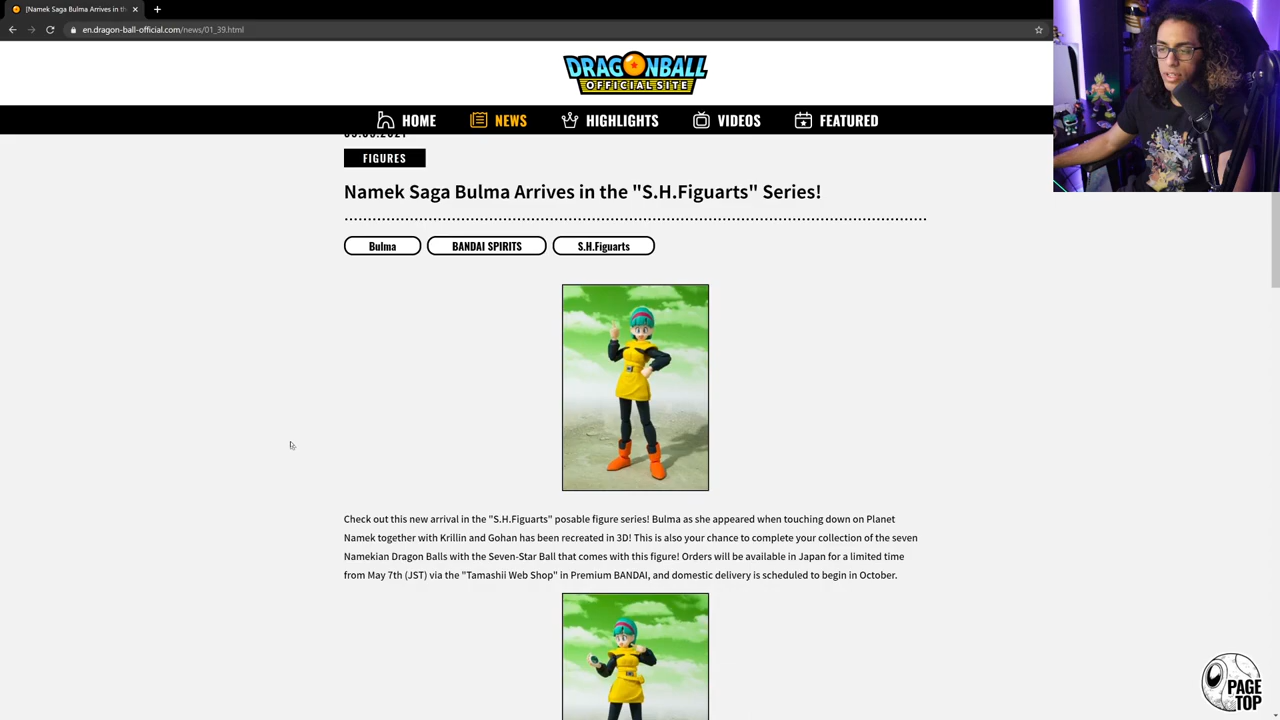 [Namek Saga Bulma Arrives in th
en.dragon-ball-official.com/news/01_39.html
DRAGONBALL
OFFICIAL SITE
HOME
NEWS
HIGHLIGHTS
VIDEOS
FEATURED
FIGURES
Namek Saga Bulma Arrives in the "S.H.Figuarts" Series!
Bulma
BANDAI SPIRITS
S.H.Figuarts
Check out this new arrival in the "S.H.Figuarts" posable figure series! Bulma as she appeared when touching down on Planet
Namek together with Krillin and Gohan has been recreated in 3D! This is also your chance to complete your collection of the seven
Namekian Dragon Balls with the Seven-Star Ball that comes with this figure! Orders will be available in Japan for a limited time
from May 7th (JST) via the "Tamashii Web Shop" in Premium BANDAI, and domestic delivery is scheduled to begin in October.
PAGE
TOP